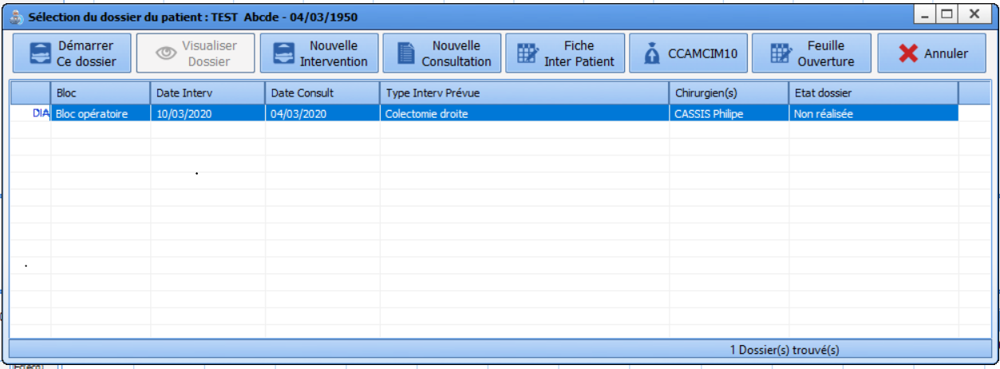 Sélection du dossier du patient : TEST Abcde - 04/03/1950
Démarrer
Ce dossier
Visualiser
Dossier
Nouvelle
Intervention
Nouvelle
Consultation
Fiche
Inter Patient
CCAMCIM10
Feuille
Ouverture
Annuler
Bloc Date Interv Date Consult Type Interv Prévue Chirurgien(s) Etat dossier
DIA Bloc opératoire 10/03/2020 04/03/2020 Colectomie droite CASSIS Philipe Non réalisée
1 Dossier(s) trouvé(s)